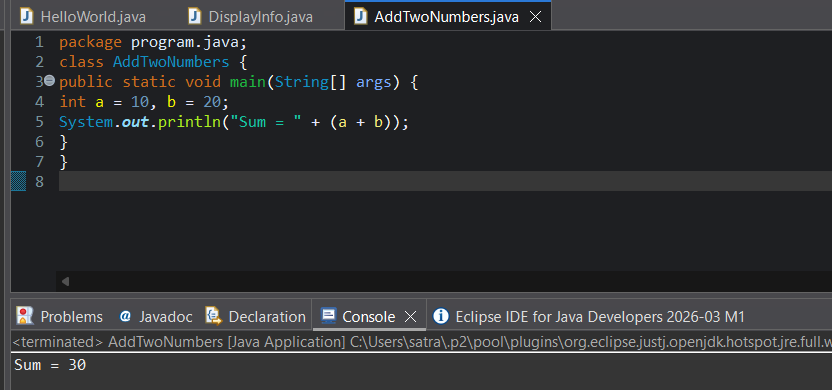 HelloWorld.java DisplayInfo.java AddTwoNumbers.java
1 package program.java;
2 class AddTwoNumbers {
3 public static void main(String[] args) {
4 int a = 10, b = 20;
5 System.out.println("Sum = " + (a + b));
6 }
7 }
8
Problems Javadoc Declaration Console Eclipse IDE for Java Developers 2026-03 M1
<terminated> AddTwoNumbers [Java Application] C:\Users\satra\.p2\pool\plugins\org.eclipse.justj.openjdk.hotspot.jre.full.w
Sum = 30